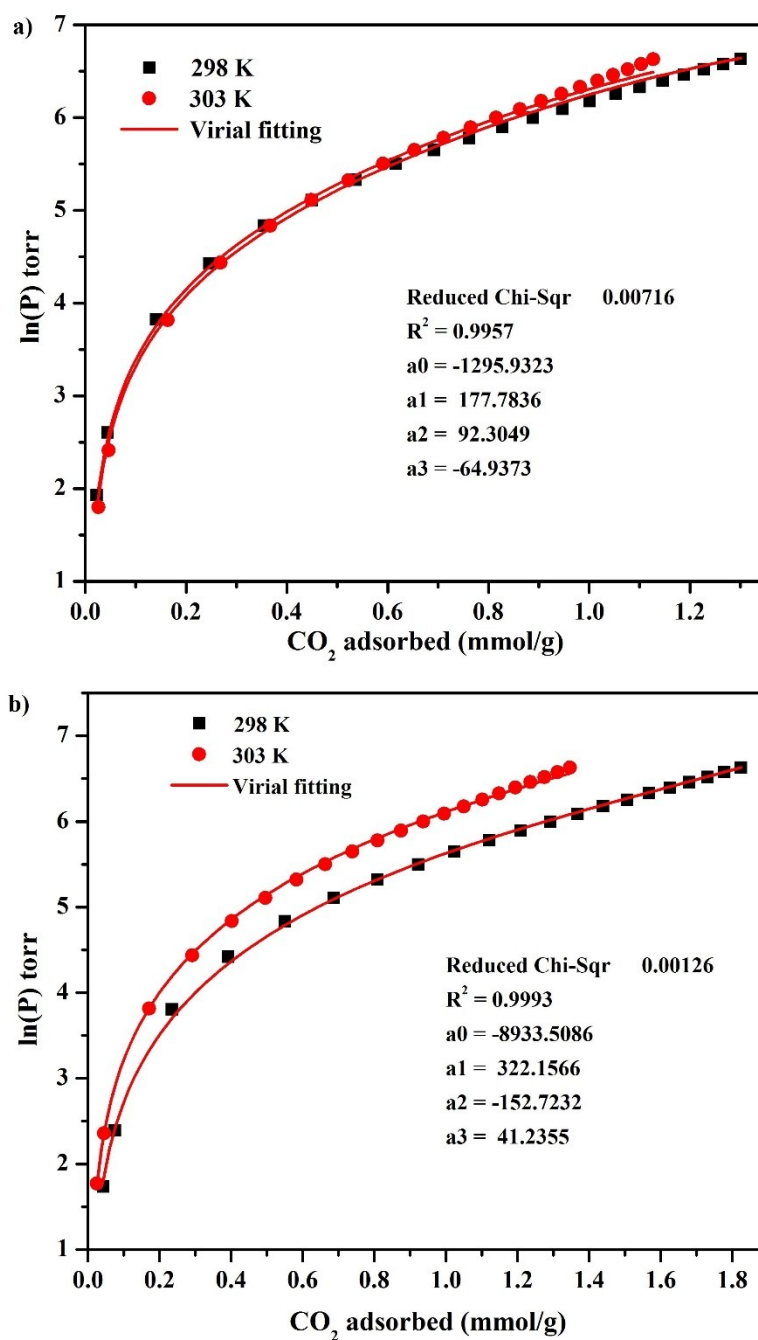 a)
298 K
303 K
Virial fitting
7
6
5
4
3
2
1
ln(P) torr
Reduced Chi-Sqr 0.00716
R² = 0.9957
a0 = -1295.9323
a1 = 177.7836
a2 = 92.3049
a3 = -64.9373
0.0 0.2 0.4 0.6 0.8 1.0 1.2
CO₂ adsorbed (mmol/g)
b)
298 K
303 K
Virial fitting
7
6
5
4
3
2
1
ln(P) torr
Reduced Chi-Sqr 0.00126
R² = 0.9993
a0 = -8933.5086
a1 = 322.1566
a2 = -152.7232
a3 = 41.2355
0.0 0.2 0.4 0.6 0.8 1.0 1.2 1.4 1.6 1.8
CO₂ adsorbed (mmol/g)